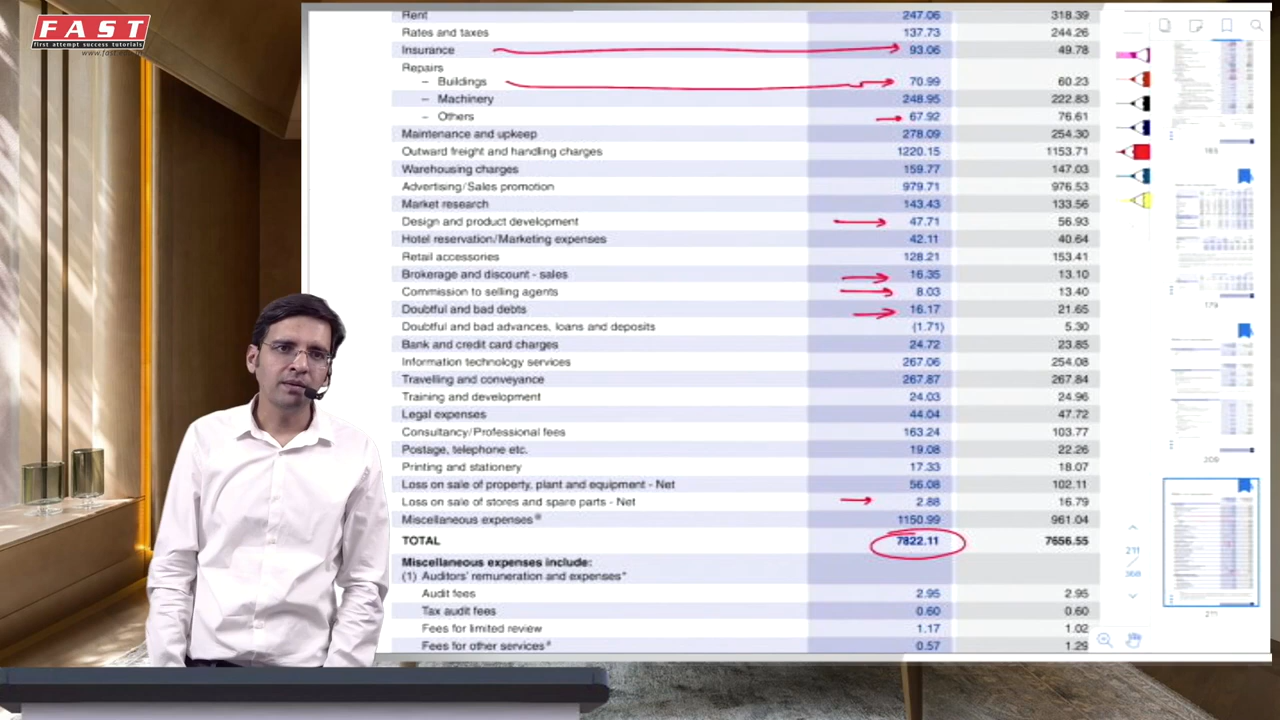 FAST
first attempt success tutorials
Rent 247.06 318.39
Rates and taxes 137.73 244.26
Insurance 93.06 49.78
Repairs
– Buildings 70.99 60.23
– Machinery 248.95 222.83
– Others 67.92 76.61
Maintenance and upkeep 278.09 254.30
Outward freight and handling charges 1220.15 1153.71
Warehousing charges 159.77 147.03
Advertising/Sales promotion 979.71 976.53
Market research 143.43 133.56
Design and product development 47.71 56.93
Hotel reservation/Marketing expenses 42.11 40.64
Retail accessories 128.21 153.41
Brokerage and discount - sales 16.35 13.10
Commission to selling agents 8.03 13.40
Doubtful and bad debts 16.17 21.65
Doubtful and bad advances, loans and deposits (1.71) 5.30
Bank and credit card charges 24.72 23.85
Information technology services 267.06 254.08
Travelling and conveyance 267.87 267.84
Training and development 24.03 24.96
Legal expenses 44.04 47.72
Consultancy/Professional fees 163.24 103.77
Postage, telephone etc. 19.08 22.26
Printing and stationery 17.33 18.07
Loss on sale of property, plant and equipment - Net 56.08 102.11
Loss on sale of stores and spare parts - Net 2.88 16.79
Miscellaneous expenses 1150.99 961.04
TOTAL 7822.11 7656.55
Miscellaneous expenses include:
(1) Auditors' remuneration and expenses*
Audit fees 2.95 2.95
Tax audit fees 0.60 0.60
Fees for limited review 1.17 1.02
Fees for other services# 0.57 1.29
179
209
211
211
/
368